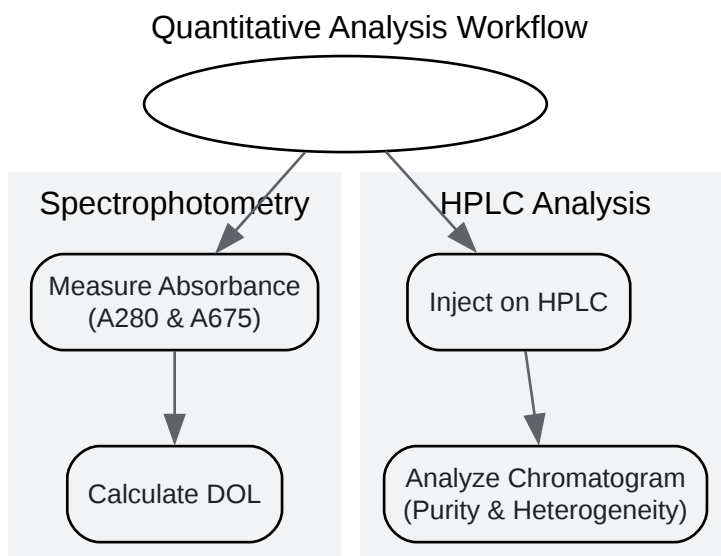 Quantitative Analysis Workflow
Spectrophotometry
Measure Absorbance
(A280 & A675)
Calculate DOL
HPLC Analysis
Inject on HPLC
Analyze Chromatogram
(Purity & Heterogeneity)